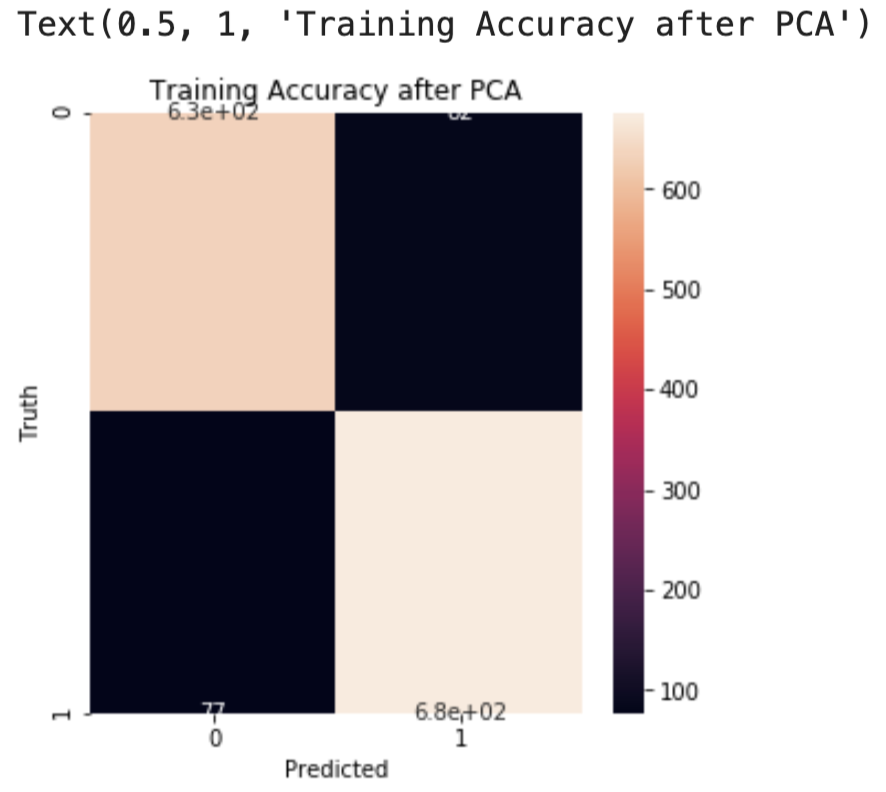 Text(0.5, 1, 'Training Accuracy after PCA')
Training Accuracy after PCA
0
6.3e+02
600
500
400
Truth
300
200
100
1
77
6.8e+02
0 1
Predicted